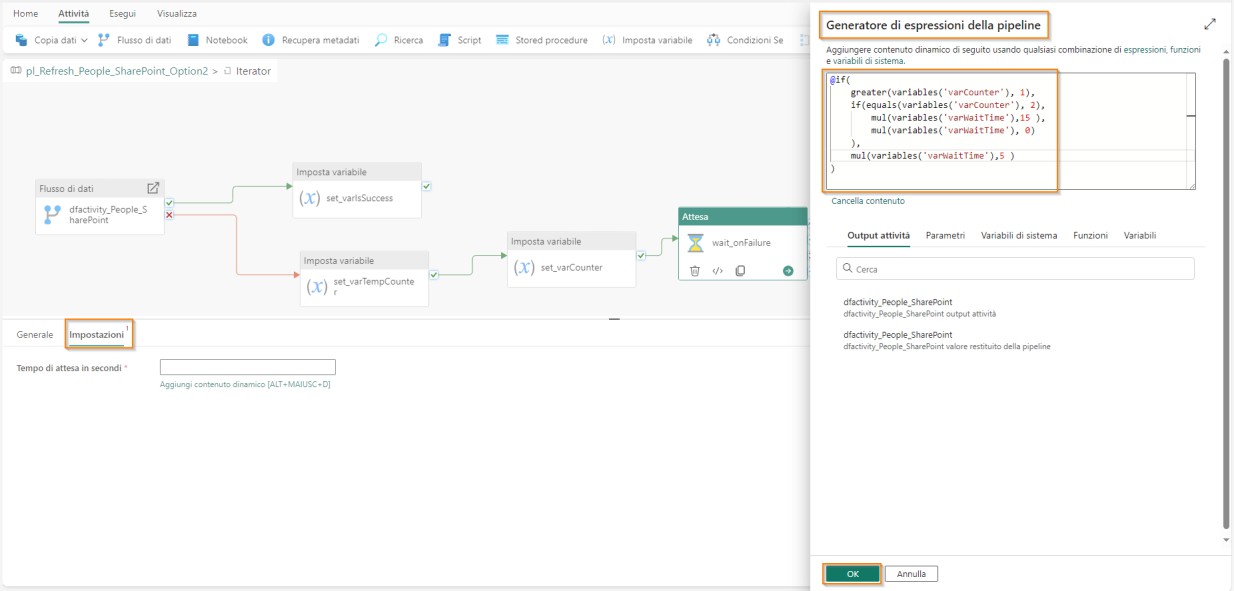 Home Attività Esegui Visualizza
Copia dati Flusso di dati Notebook Recupera metadati Ricerca Script Stored procedure (x) Imposta variabile Condizioni Se
pl_Refresh_People_SharePoint_Option2 > Iterator
Flusso di dati
dfactivity_People_S
harePoint
Imposta variabile
(x) set_varIsSuccess
Imposta variabile
(x) set_varTempCounte
r
Imposta variabile
(x) set_varCounter
Attesa
wait_onFailure
Generale Impostazioni 1
Tempo di attesa in secondi *
Aggiungi contenuto dinamico [ALT+MAIUSC+D]
Generatore di espressioni della pipeline
Aggiungere contenuto dinamico di seguito usando qualsiasi combinazione di espressioni, funzioni
e variabili di sistema.
@if(
greater(variables('varCounter'), 1),
if(equals(variables('varCounter'), 2),
mul(variables('varWaitTime'),15 ),
mul(variables('varWaitTime'), 0)
),
mul(variables('varWaitTime'),5 )
)
Cancella contenuto
Output attività Parametri Variabili di sistema Funzioni Variabili
Cerca
dfactivity_People_SharePoint
dfactivity_People_SharePoint output attività
dfactivity_People_SharePoint
dfactivity_People_SharePoint valore restituito della pipeline
OK Annulla